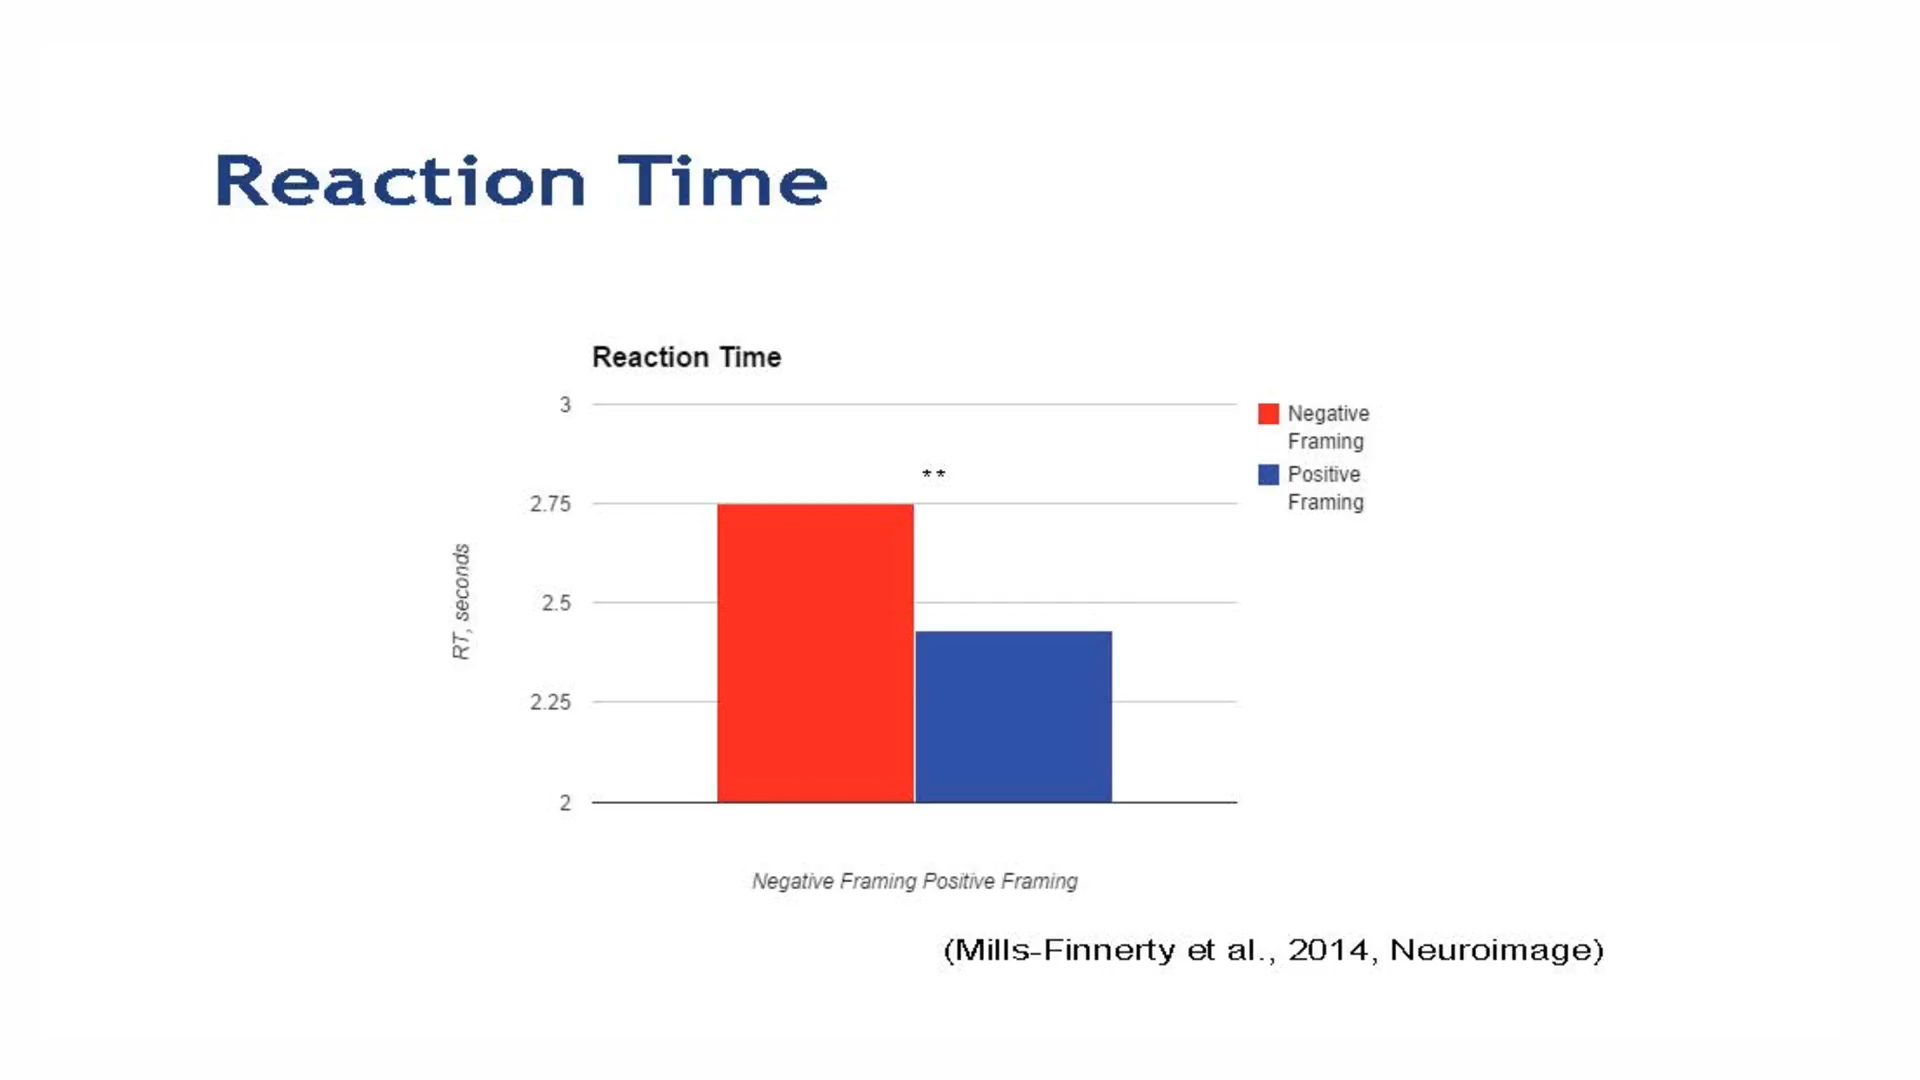 Reaction Time
Reaction Time
3
2.75
2.5
2.25
2
RT, seconds
**
Negative
Framing
Positive
Framing
Negative Framing Positive Framing
(Mills-Finnerty et al., 2014, Neuroimage)